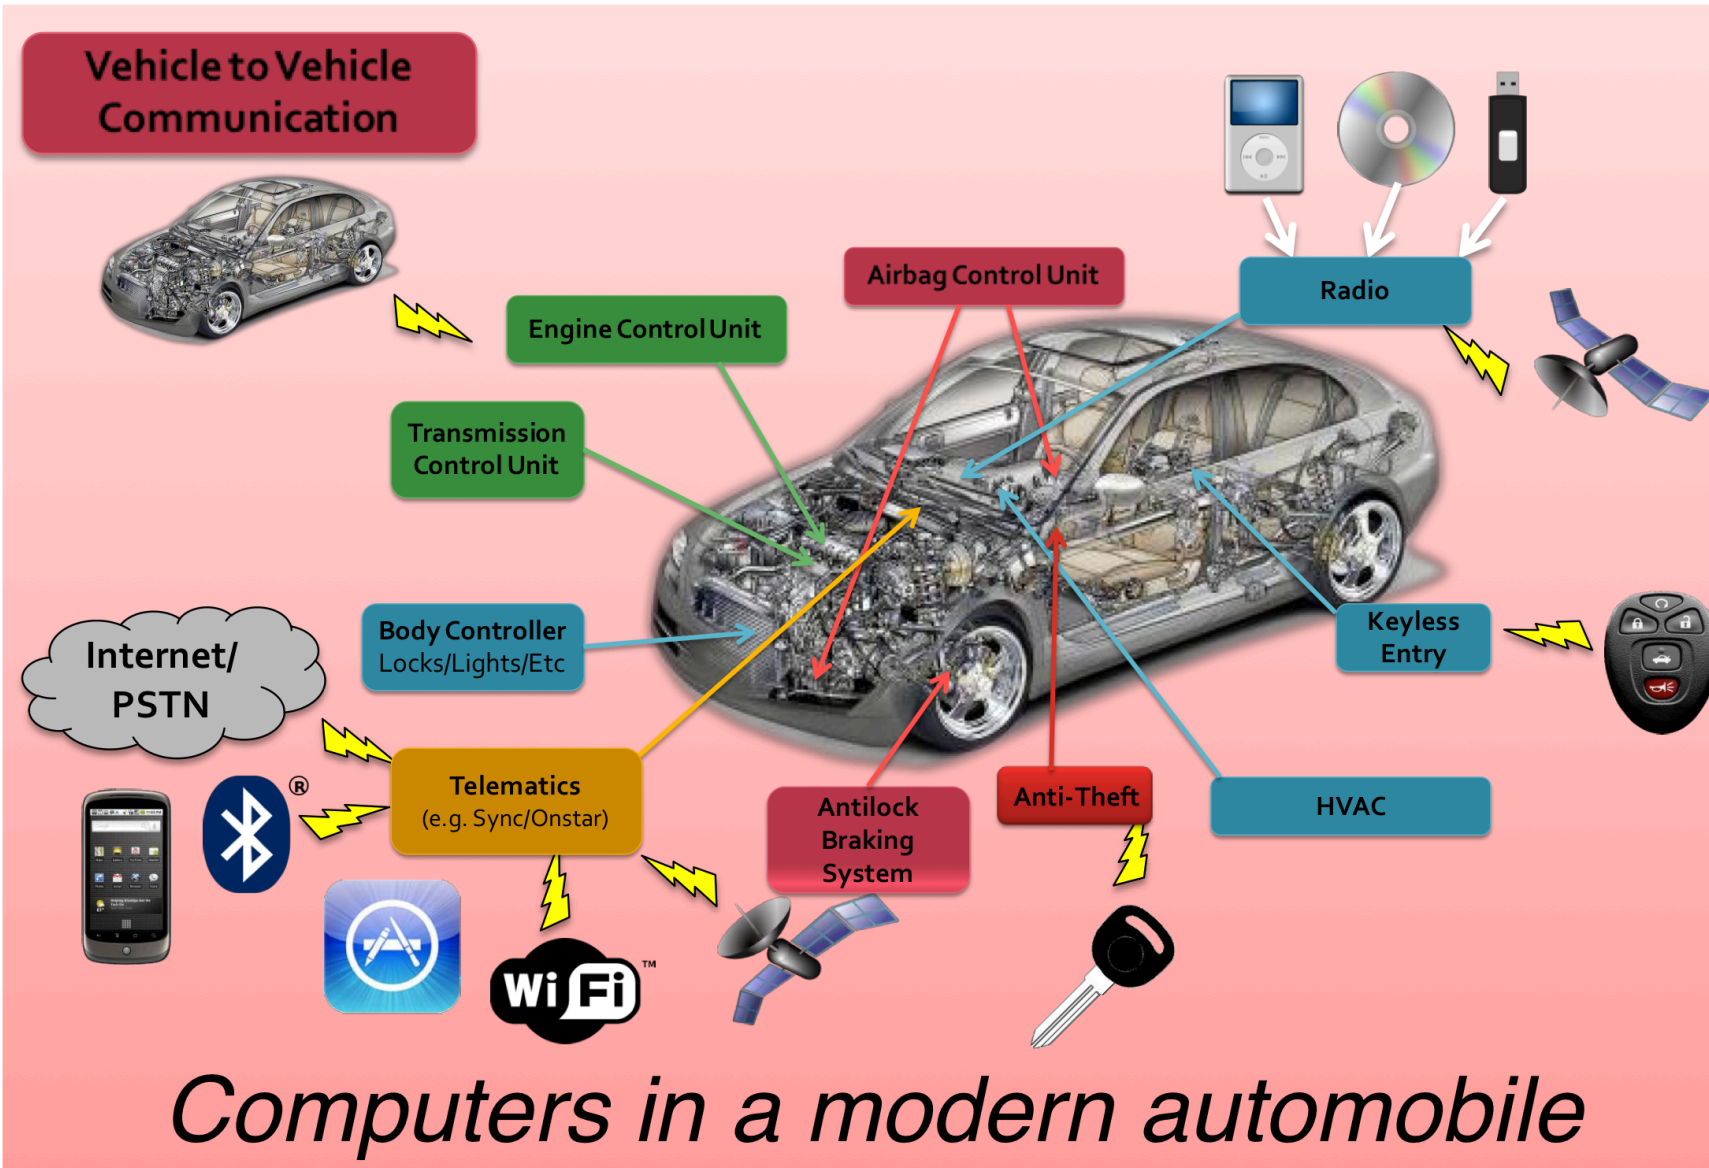 Vehicle to Vehicle
Communication
Airbag Control Unit
Radio
Engine Control Unit
Transmission
Control Unit
Body Controller
Locks/Lights/Etc
Keyless
Entry
Internet/
PSTN
Telematics
(e.g. Sync/Onstar)
Antilock
Braking
System
Anti-Theft
HVAC
®
Wi Fi ™
Computers in a modern automobile